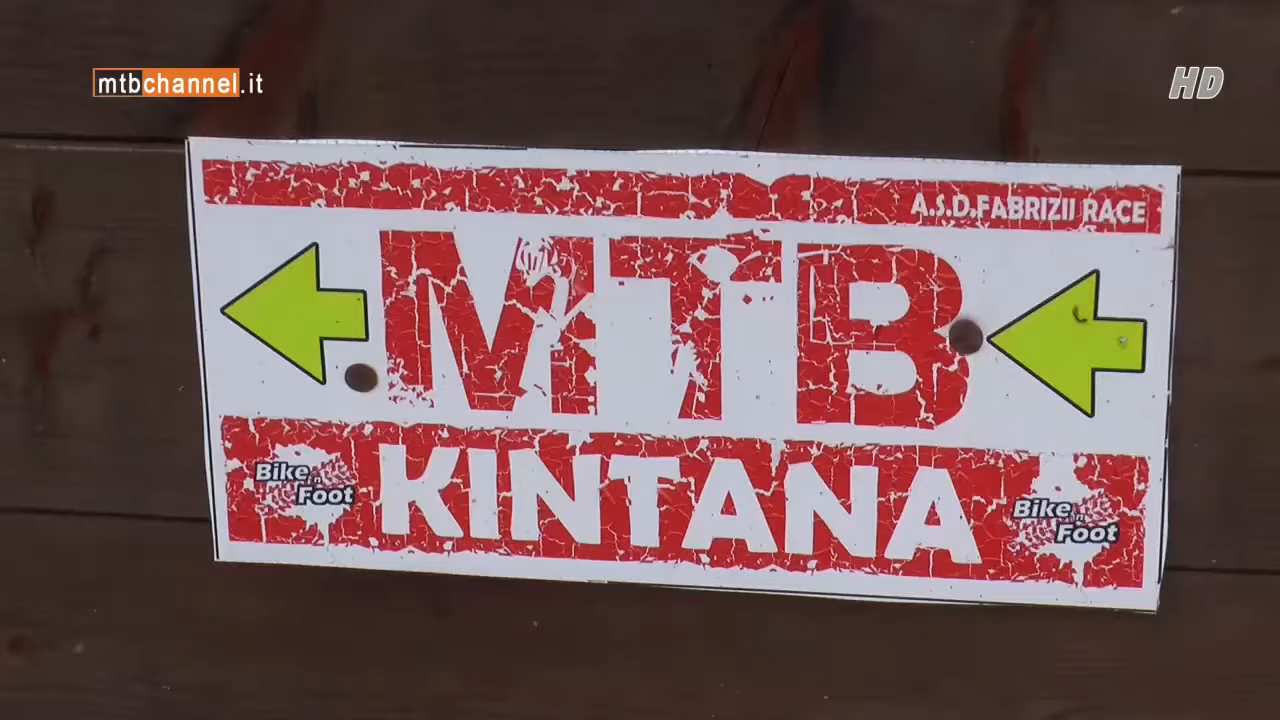 mtbchannel.it
HD
A.S.D.FABRIZII RACE
MTB
KINTANA
Bike n
Foot
Bike n
Foot